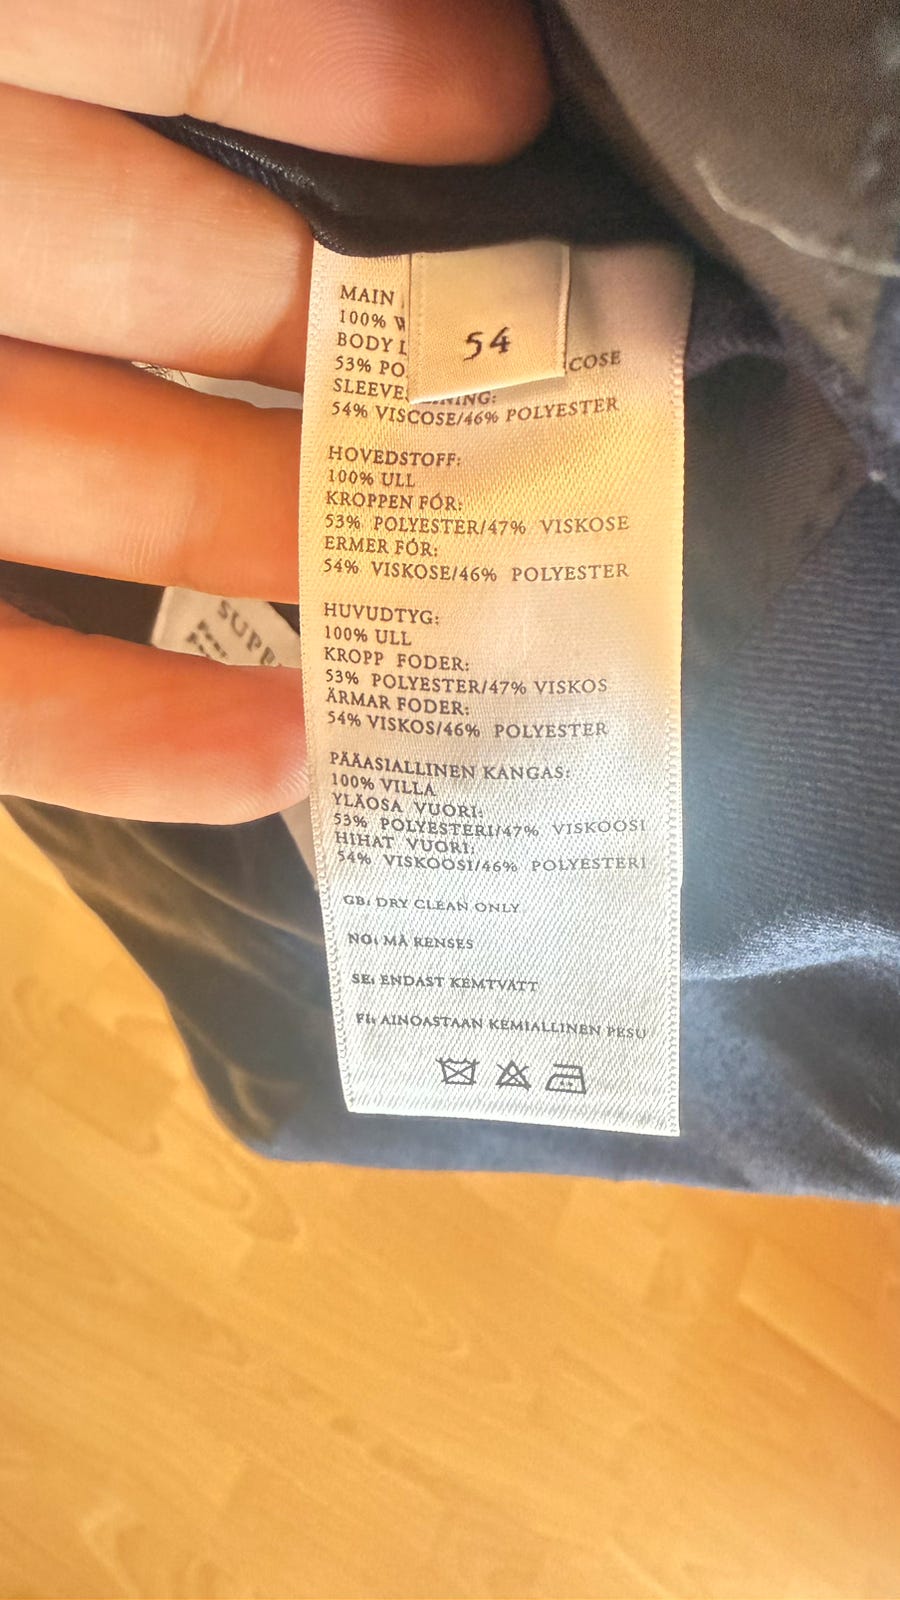 54
MAIN
100%
BODY
53% COSE
SLEEVE
54% VISCOSE/46% POLYESTER
HOVEDSTOFF:
100% ULL
KROPPEN FÓR:
53% POLYESTER/47% VISKOSE
ERMER FÓR:
54% VISKOSE/46% POLYESTER
HUVUDTYG:
100% ULL
KROPP FODER:
53% POLYESTER/47% VISKOS
ÄRMAR FODER:
54% VISKOS/46% POLYESTER
PÄÄASIALLINEN KANGAS:
100% VILLA
YLÄOSA VUORI:
53% POLYESTERI/47% VISKOOSI
HIHAT VUORI:
54% VISKOOSI/46% POLYESTERI
GB: DRY CLEAN ONLY
NO: MÅ RENSES
SE: ENDAST KEMTVÄTT
FI: AINOASTAAN KEMIALLINEN PESU
SUPE